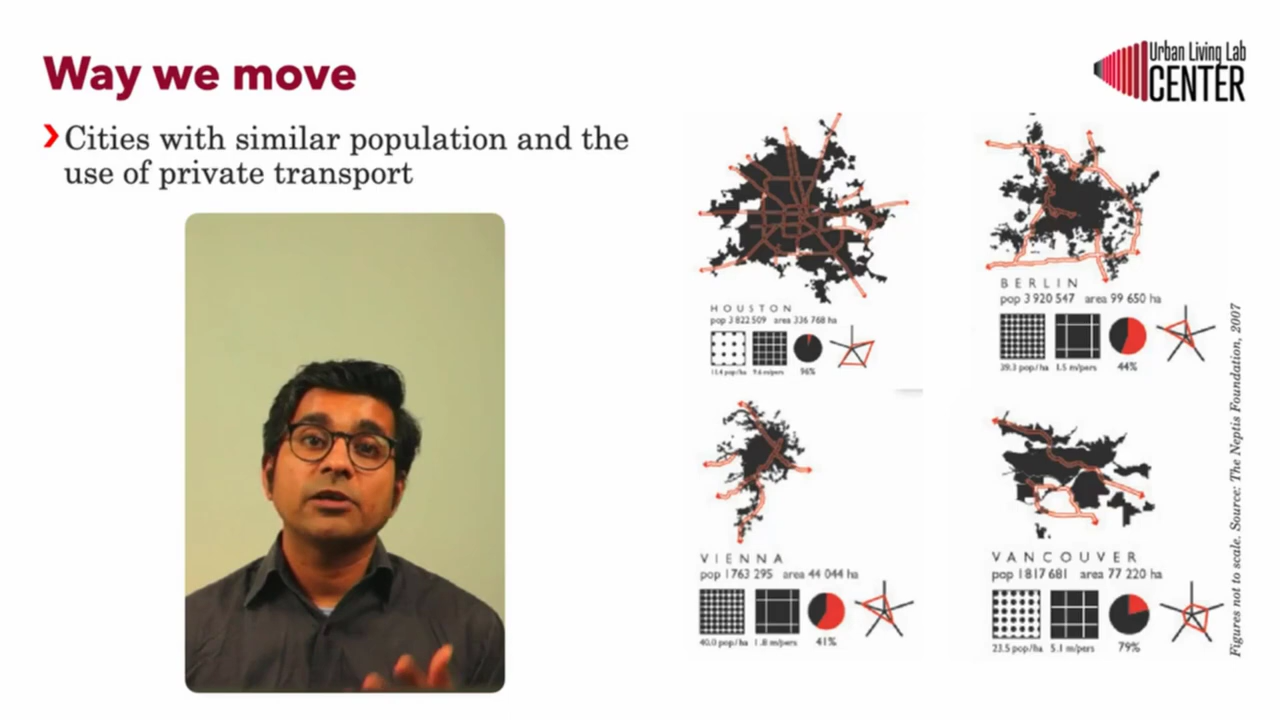 Way we move
Urban Living Lab
CENTER
Cities with similar population and the
use of private transport
HOUSTON
pop 3 822 509 area 336 768 ha
11.4 pop/ha 9.6 m/pers 96%
BERLIN
pop 3 920 547 area 99 650 ha
39.3 pop/ha 1.5 m/pers 44%
VIENNA
pop 1 763 295 area 44 044 ha
40.0 pop/ha 1.8 m/pers 41%
VANCOUVER
pop 1 817 681 area 77 220 ha
23.5 pop/ha 5.1 m/pers 79%
Figures not to scale. Source: The Neptis Foundation, 2007